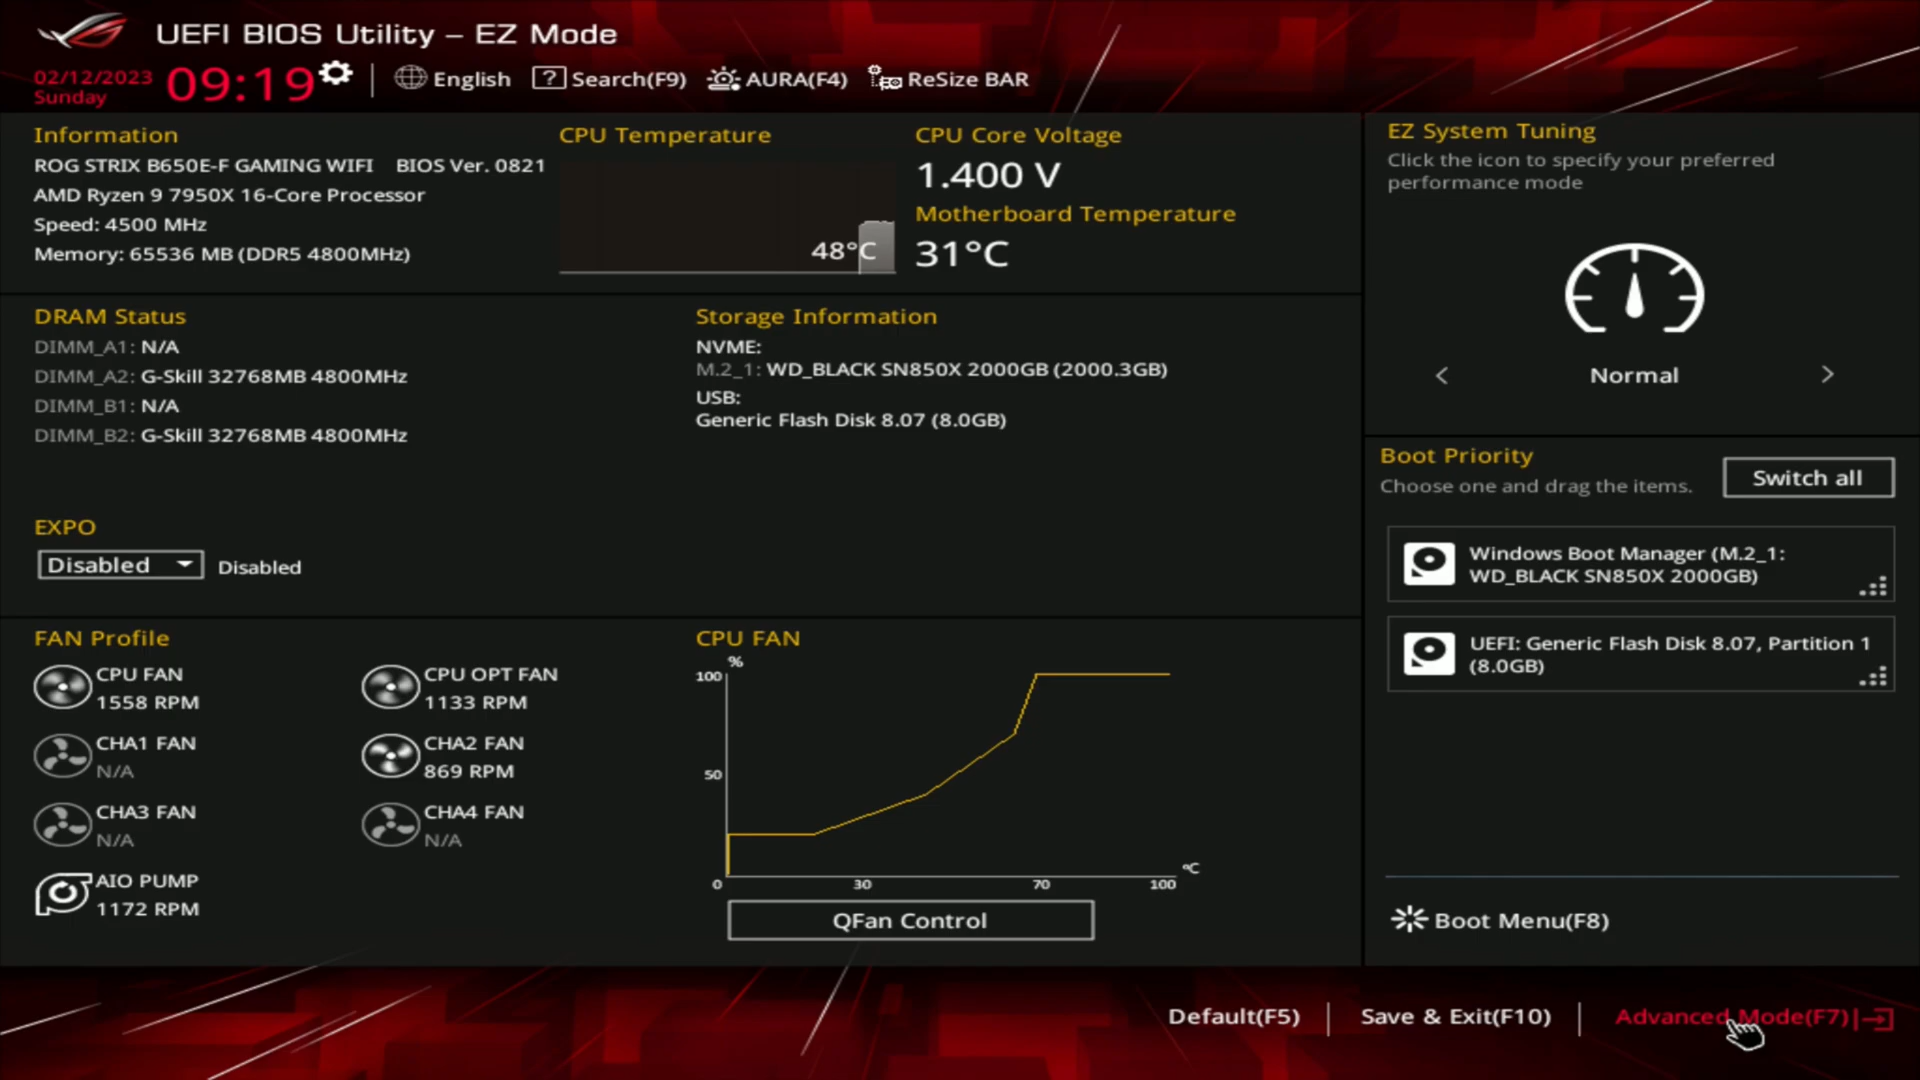 UEFI BIOS Utility – EZ Mode
02/12/2023
Sunday
09:19
English
? Search(F9)
AURA(F4)
ReSize BAR
Information
ROG STRIX B650E-F GAMING WIFI BIOS Ver. 0821
AMD Ryzen 9 7950X 16-Core Processor
Speed: 4500 MHz
Memory: 65536 MB (DDR5 4800MHz)
CPU Temperature
48°C
CPU Core Voltage
1.400 V
Motherboard Temperature
31°C
EZ System Tuning
Click the icon to specify your preferred
performance mode
< Normal >
DRAM Status
DIMM_A1: N/A
DIMM_A2: G-Skill 32768MB 4800MHz
DIMM_B1: N/A
DIMM_B2: G-Skill 32768MB 4800MHz
Storage Information
NVME:
M.2_1: WD_BLACK SN850X 2000GB (2000.3GB)
USB:
Generic Flash Disk 8.07 (8.0GB)
EXPO
Disabled Disabled
Boot Priority
Choose one and drag the items.
Switch all
Windows Boot Manager (M.2_1:
WD_BLACK SN850X 2000GB)
UEFI: Generic Flash Disk 8.07, Partition 1
(8.0GB)
FAN Profile
CPU FAN
1558 RPM
CPU OPT FAN
1133 RPM
CHA1 FAN
N/A
CHA2 FAN
869 RPM
CHA3 FAN
N/A
CHA4 FAN
N/A
AIO PUMP
1172 RPM
CPU FAN
%
100
50
0 30 70 100
°C
QFan Control
Boot Menu(F8)
Default(F5)
Save & Exit(F10)
Advanced Mode(F7)